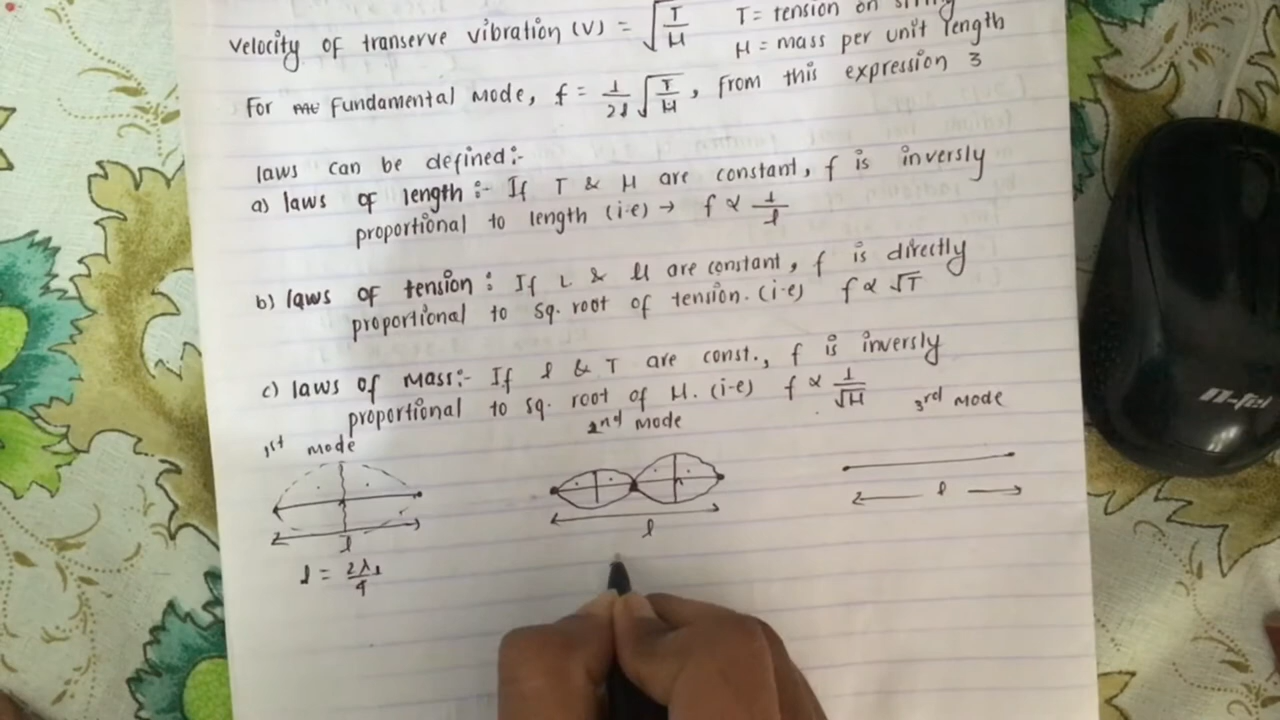 velocity of transerve vibration (v) = √(T/μ) T = tension on string
μ = mass per unit length
For fundamental mode, f = 1/2l √(T/μ), from this expression 3
laws can be defined:-
a) laws of length :- If T & μ are constant, f is inversly
proportional to length (i.e) → f ∝ 1/l
b) laws of tension : If L & μ are constant, f is directly
proportional to sq. root of tension. (i-e) f ∝ √T
c) laws of Mass:- If l & T are const., f is inversly
proportional to sq. root of μ. (i-e) f ∝ 1/√μ
1st mode 2nd mode 3rd mode
l l l
l = 2λ1/4